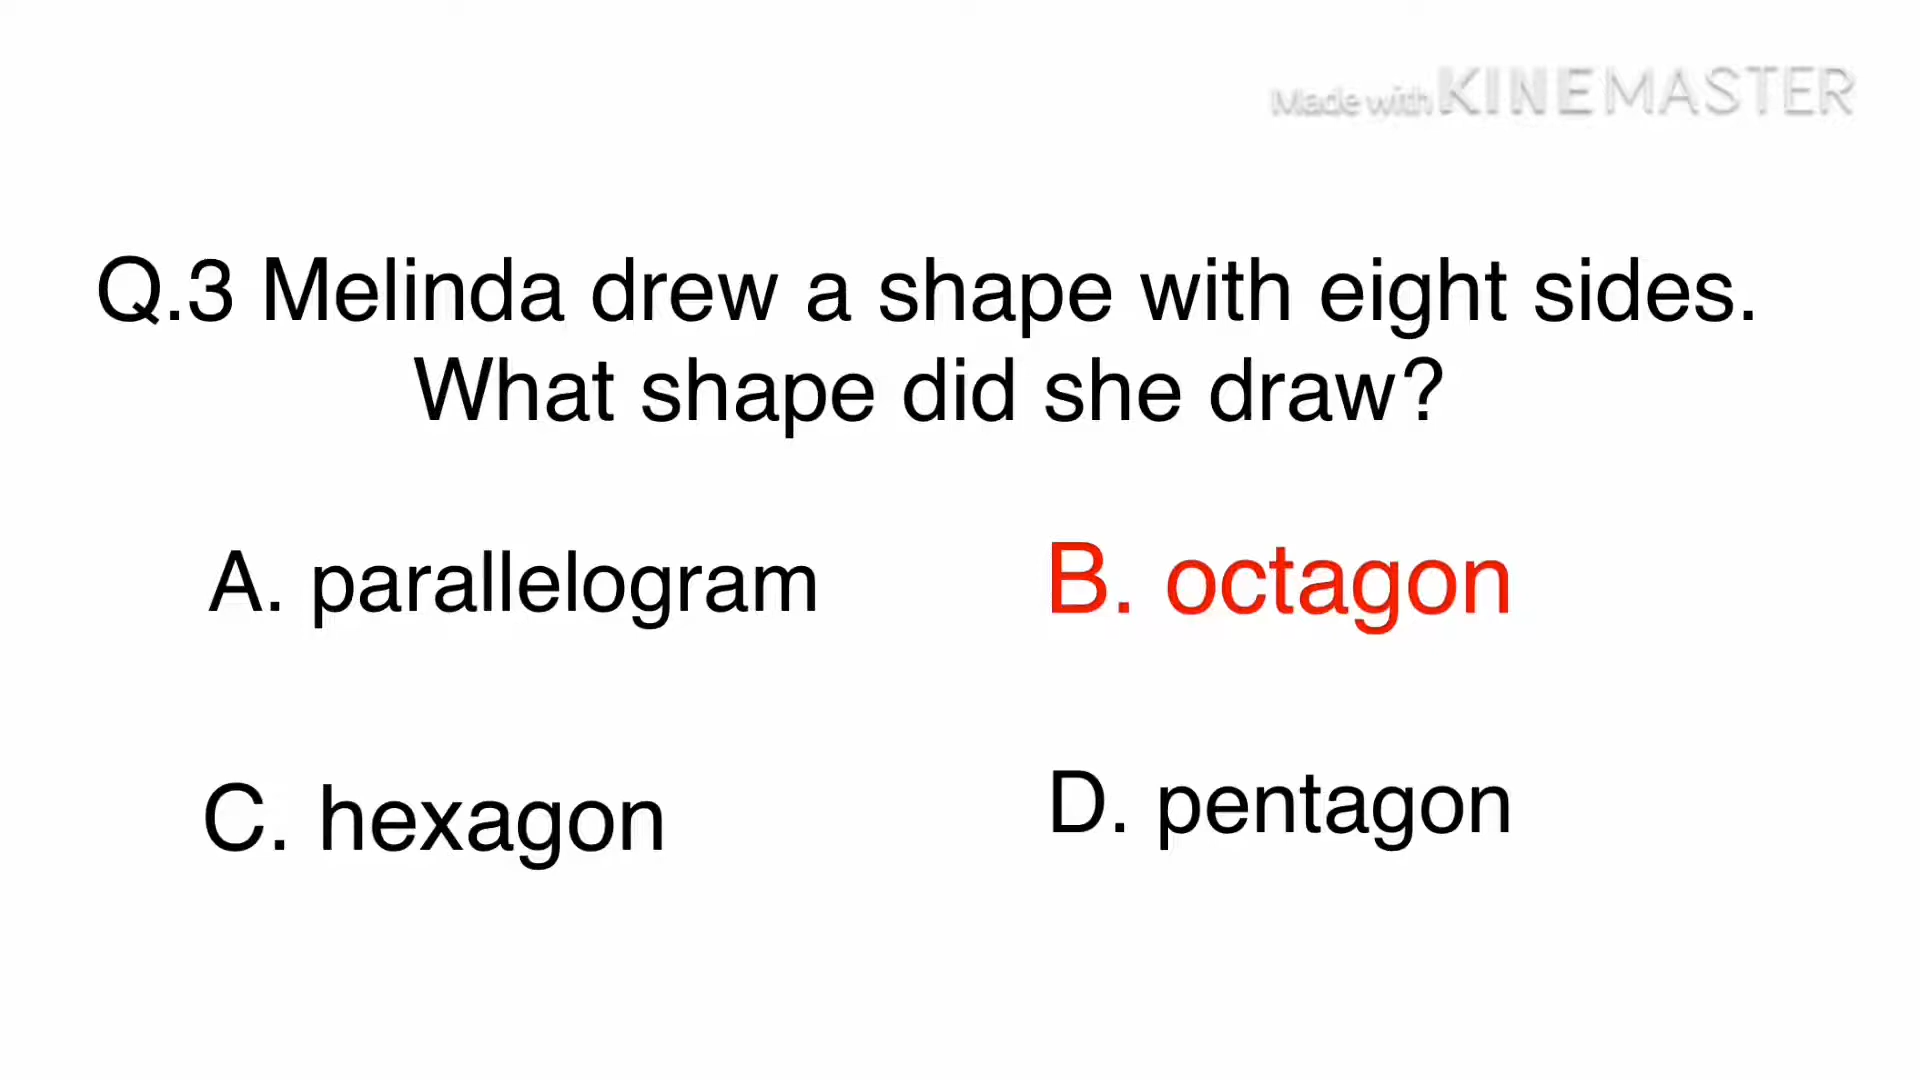 Made with KINEMASTER
Q.3 Melinda drew a shape with eight sides.
What shape did she draw?
A. parallelogram
B. octagon
C. hexagon
D. pentagon